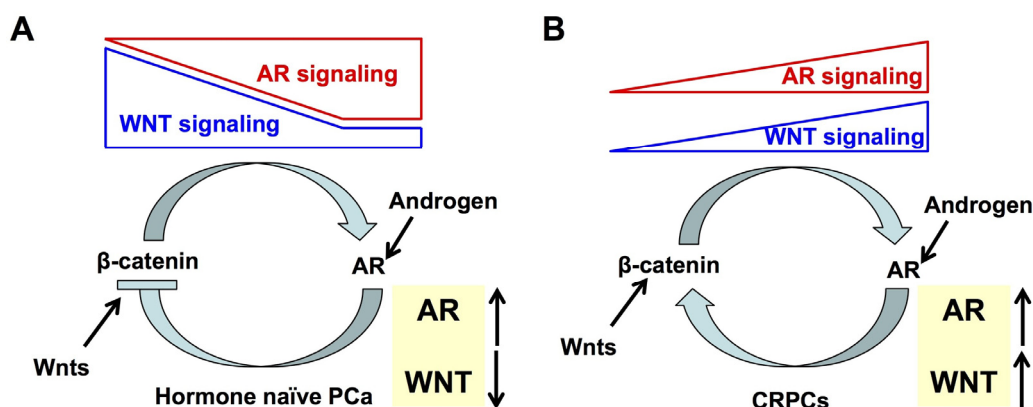 A
AR signaling
WNT signaling
Androgen
β-catenin
AR
Wnts
AR
WNT
Hormone naïve PCa
B
AR signaling
WNT signaling
Androgen
β-catenin
AR
Wnts
AR
WNT
CRPCs